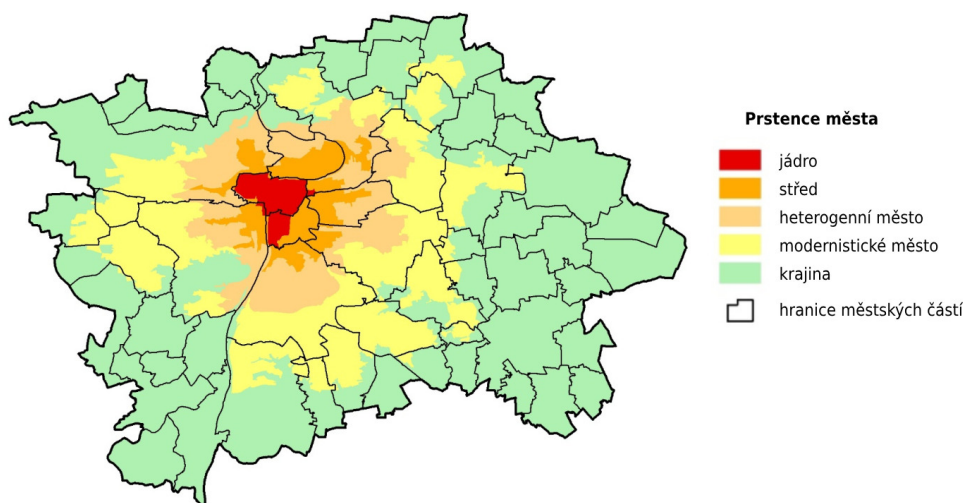 Prstence města
jádro
střed
heterogenní město
modernistické město
krajina
hranice městských částí